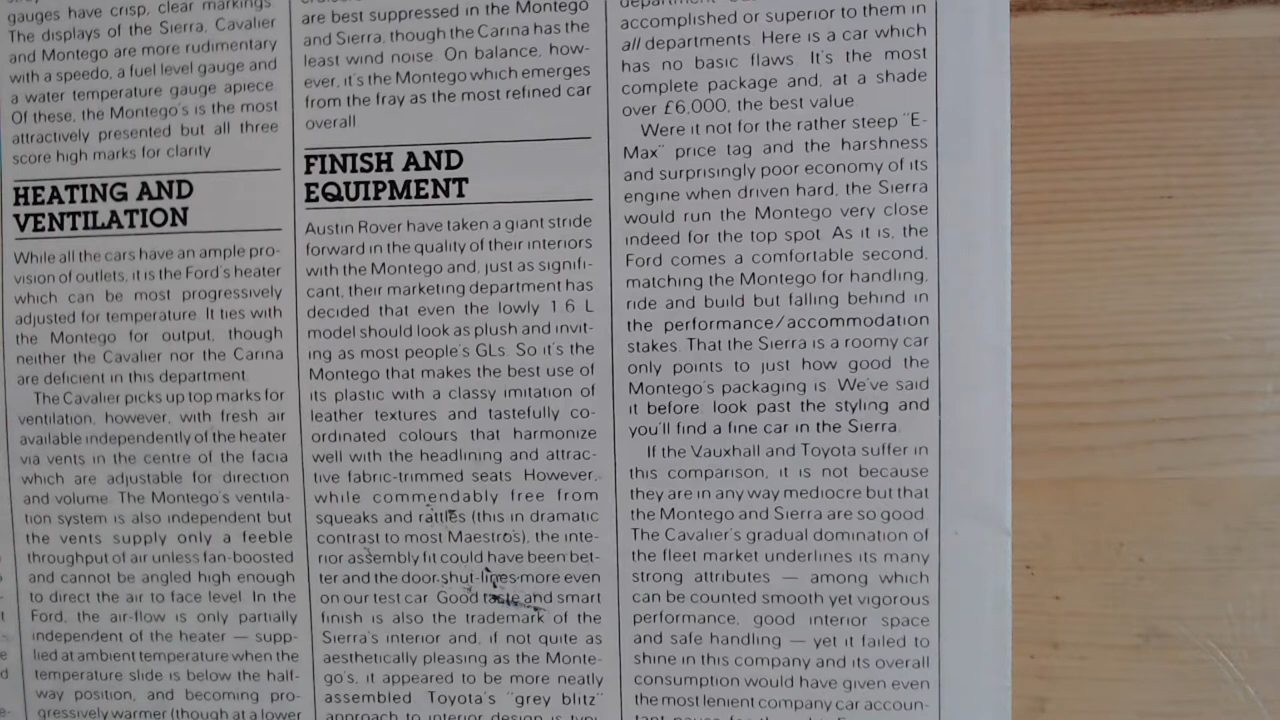 gauges have crisp, clear markings
The displays of the Sierra, Cavalier
and Montego are more rudimentary
with a speedo, a fuel level gauge and
a water temperature gauge apiece.
Of these, the Montego's is the most
attractively presented but all three
score high marks for clarity
HEATING AND
VENTILATION
While all the cars have an ample pro-
vision of outlets, it is the Ford's heater
which can be most progressively
adjusted for temperature. It ties with
the Montego for output, though
neither the Cavalier nor the Carina
are deficient in this department.
The Cavalier picks up top marks for
ventilation, however, with fresh air
available independently of the heater
via vents in the centre of the facia
which are adjustable for direction
and volume. The Montego's ventila-
tion system is also independent but
the vents supply only a feeble
throughput of air unless fan-boosted
and cannot be angled high enough
to direct the air to face level. In the
Ford, the air-flow is only partially
independent of the heater — supp-
lied at ambient temperature when the
temperature slide is below the half-
way position, and becoming pro-
gressively warmer (though at a lower
are best suppressed in the Montego
and Sierra, though the Carina has the
least wind noise. On balance, how-
ever, it's the Montego which emerges
from the fray as the most refined car
overall.
FINISH AND
EQUIPMENT
Austin Rover have taken a giant stride
forward in the quality of their interiors
with the Montego and, just as signifi-
cant, their marketing department has
decided that even the lowly 1.6 L
model should look as plush and invit-
ing as most people's GLs. So it's the
Montego that makes the best use of
its plastic with a classy imitation of
leather textures and tastefully co-
ordinated colours that harmonize
well with the headlining and attrac-
tive fabric-trimmed seats. However,
while commendably free from
squeaks and rattles (this in dramatic
contrast to most Maestros), the inte-
rior assembly fit could have been bet-
ter and the door shut-lines more even
on our test car. Good taste and smart
finish is also the trademark of the
Sierra's interior and, if not quite as
aesthetically pleasing as the Monte-
go's, it appeared to be more neatly
assembled. Toyota's "grey blitz"
approach to interior design is
accomplished or superior to them in
all departments. Here is a car which
has no basic flaws. It's the most
complete package and, at a shade
over £6,000, the best value.
Were it not for the rather steep "E-
Max" price tag and the harshness
and surprisingly poor economy of its
engine when driven hard, the Sierra
would run the Montego very close
indeed for the top spot. As it is, the
Ford comes a comfortable second,
matching the Montego for handling,
ride and build but falling behind in
the performance/accommodation
stakes. That the Sierra is a roomy car
only points to just how good the
Montego's packaging is. We've said
it before: look past the styling and
you'll find a fine car in the Sierra.
If the Vauxhall and Toyota suffer in
this comparison, it is not because
they are in any way mediocre but that
the Montego and Sierra are so good.
The Cavalier's gradual domination of
the fleet market underlines its many
strong attributes — among which
can be counted smooth yet vigorous
performance, good interior space
and safe handling — yet it failed to
shine in this company and its overall
consumption would have given even
the most lenient company car accoun-